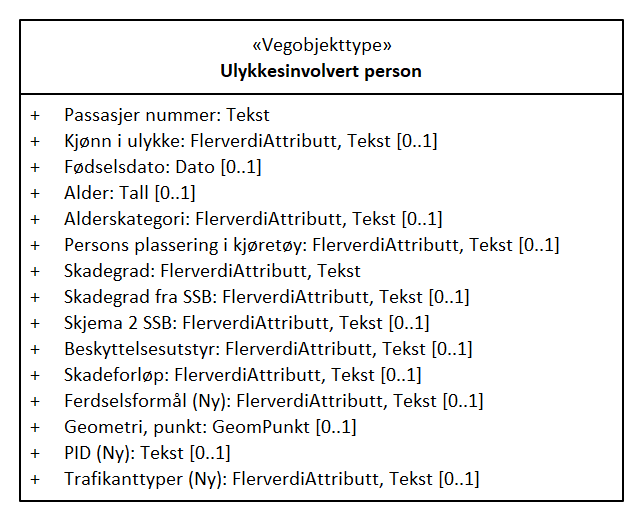 «Vegobjekttype»
Ulykkesinvolvert person
+ Passasjer nummer: Tekst
+ Kjønn i ulykke: FlerverdiAttributt, Tekst [0..1]
+ Fødselsdato: Dato [0..1]
+ Alder: Tall [0..1]
+ Alderskategori: FlerverdiAttributt, Tekst [0..1]
+ Persons plassering i kjøretøy: FlerverdiAttributt, Tekst [0..1]
+ Skadegrad: FlerverdiAttributt, Tekst
+ Skadegrad fra SSB: FlerverdiAttributt, Tekst [0..1]
+ Skjema 2 SSB: FlerverdiAttributt, Tekst [0..1]
+ Beskyttelsesutstyr: FlerverdiAttributt, Tekst [0..1]
+ Skadeforløp: FlerverdiAttributt, Tekst [0..1]
+ Ferdselsformål (Ny): FlerverdiAttributt, Tekst [0..1]
+ Geometri, punkt: GeomPunkt [0..1]
+ PID (Ny): Tekst [0..1]
+ Trafikanttyper (Ny): FlerverdiAttributt, Tekst [0..1]